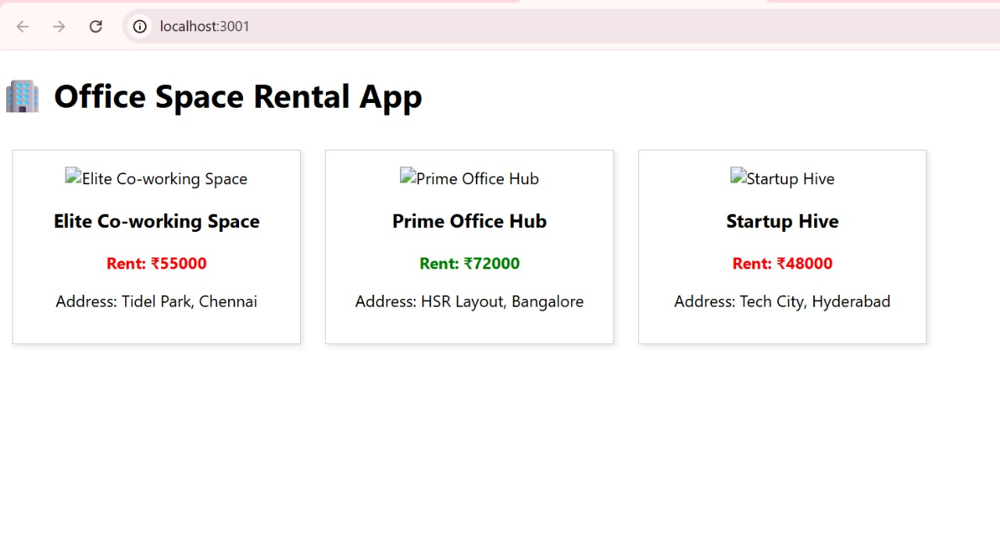 localhost:3001
Office Space Rental App
Elite Co-working Space
Elite Co-working Space
Rent: ₹55000
Address: Tidel Park, Chennai
Prime Office Hub
Prime Office Hub
Rent: ₹72000
Address: HSR Layout, Bangalore
Startup Hive
Startup Hive
Rent: ₹48000
Address: Tech City, Hyderabad